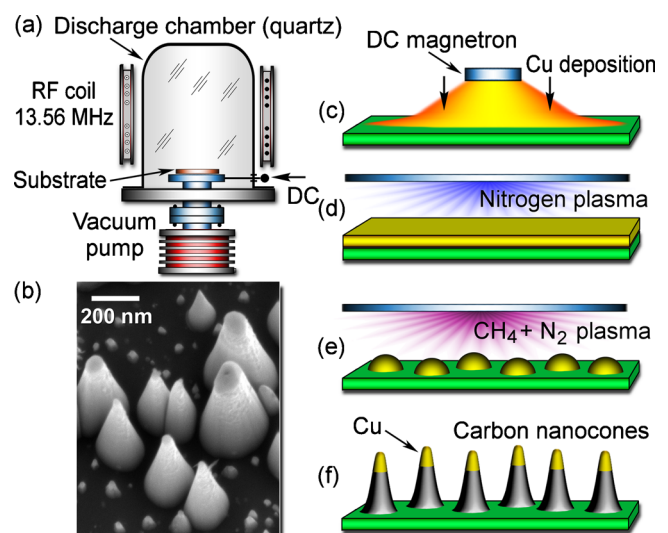 (a)
Discharge chamber (quartz)
RF coil
13.56 MHz
Substrate
DC
Vacuum
pump
(b)
200 nm
DC magnetron
Cu deposition
(c)
Nitrogen plasma
(d)
CH₄ + N₂ plasma
(e)
Cu
Carbon nanocones
(f)